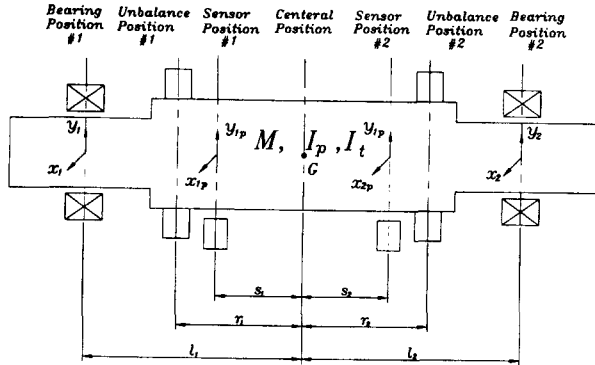 Bearing Position #1
Unbalance Position #1
Sensor Position #1
Centeral Position
Sensor Position #2
Unbalance Position #2
Bearing Position #2
y₁
x₁
y₁ₚ
x₁ₚ
M, Iₚ, Iₜ
G
y₁ₚ
x₂ₚ
y₂
x₂
s₁
s₂
r₁
r₂
l₁
l₂